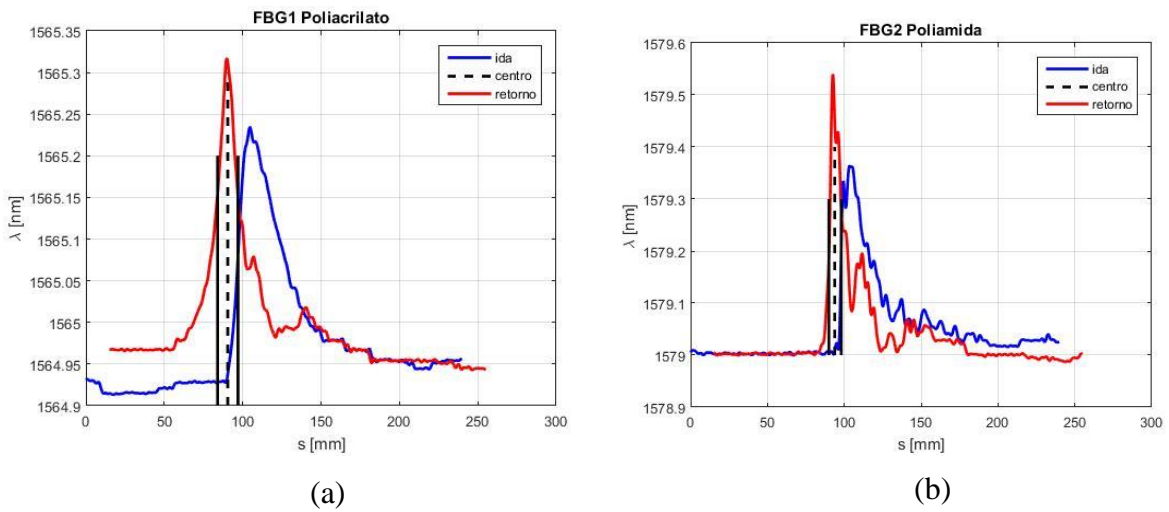 FBG1 Poliacrilato
1565.35
1565.3
1565.25
1565.2
1565.15
1565.1
1565.05
1565
1564.95
1564.9
λ [nm]
ida
centro
retorno
0 50 100 150 200 250 300
s [mm]
(a)
FBG2 Poliamida
1579.6
1579.5
1579.4
1579.3
1579.2
1579.1
1579
1578.9
λ [nm]
ida
centro
retorno
0 50 100 150 200 250 300
s [mm]
(b)